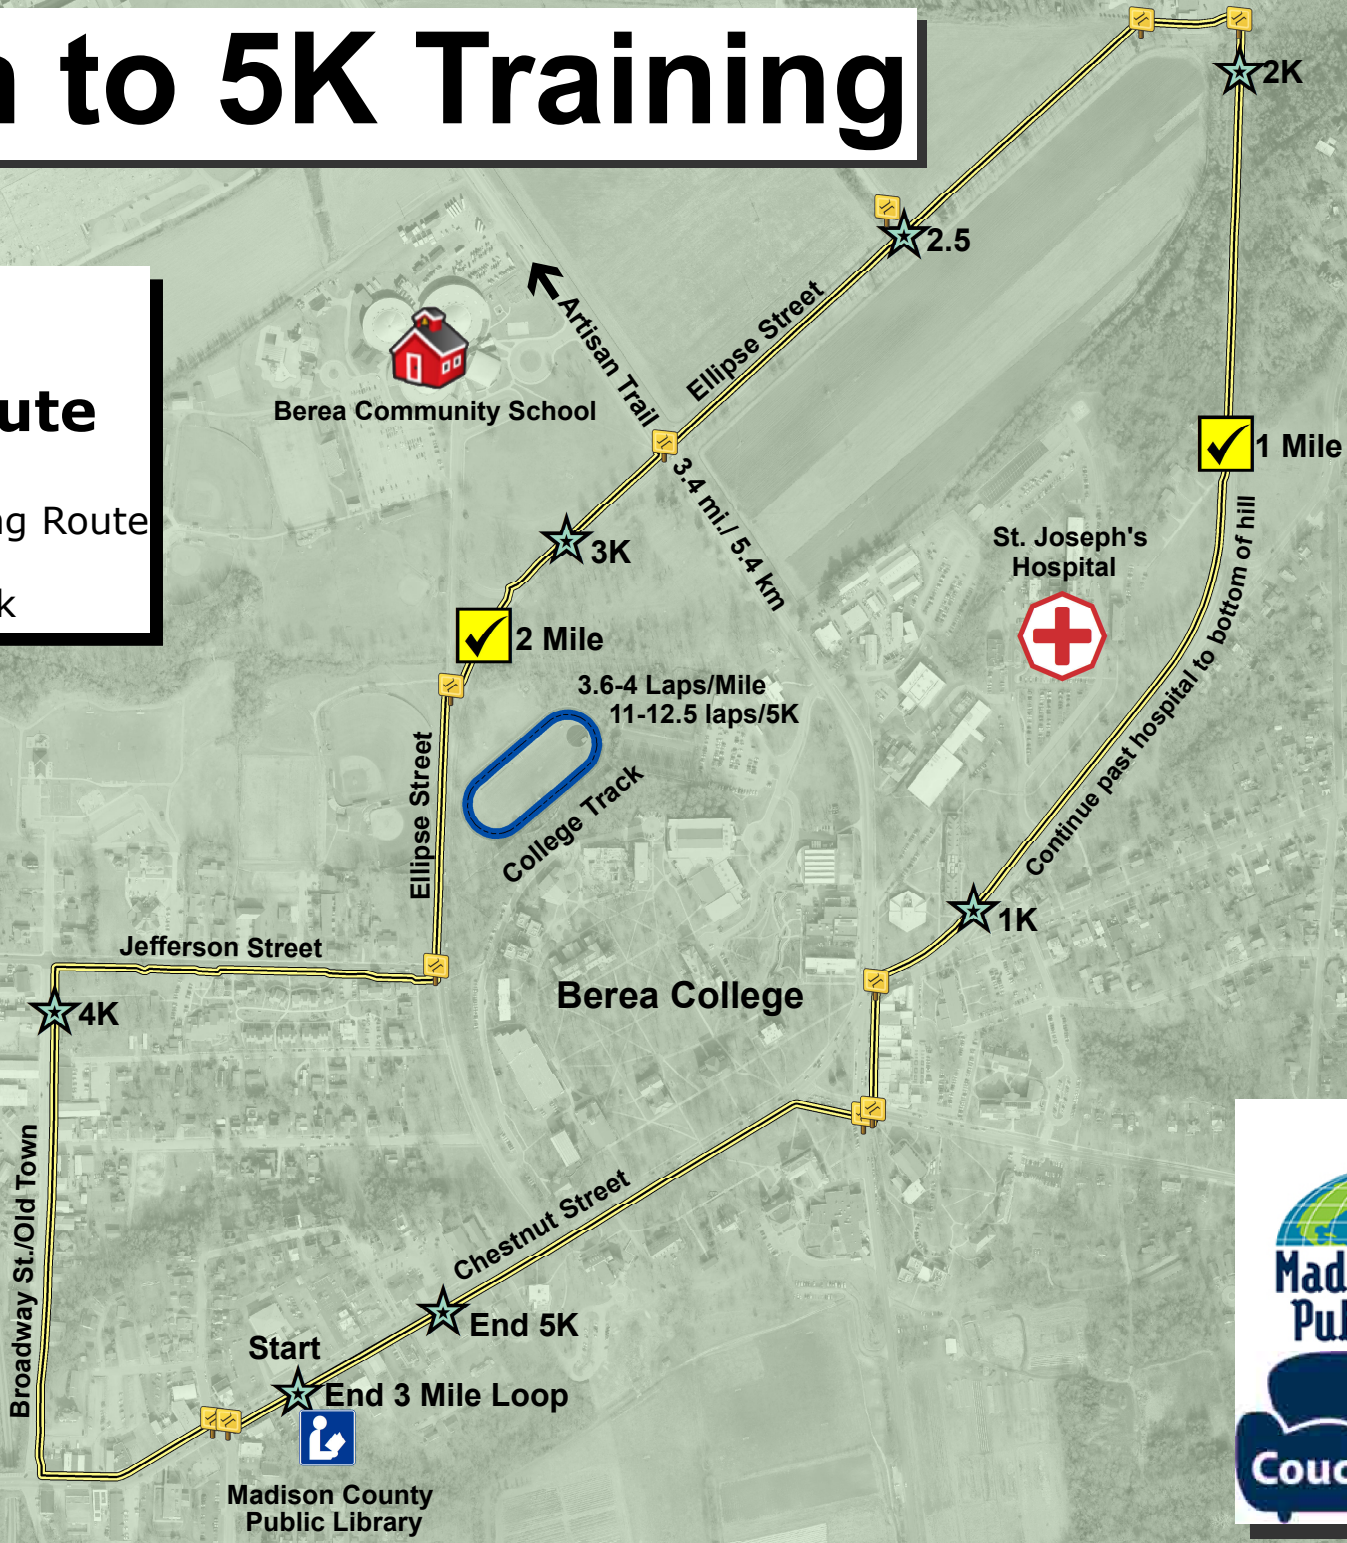 n to 5K Training
2K
2.5
Ellipse Street
Artisan Trail
3.4 mi./ 5.4 km
Berea Community School
ute
ng Route
k
1 Mile
3K
St. Joseph's
Hospital
Continue past hospital to bottom of hill
2 Mile
3.6-4 Laps/Mile
11-12.5 laps/5K
College Track
Ellipse Street
1K
Jefferson Street
Berea College
4K
Broadway St./Old Town
Chestnut Street
End 5K
Start
End 3 Mile Loop
Madison County
Public Library
Mad
Pu
Couc